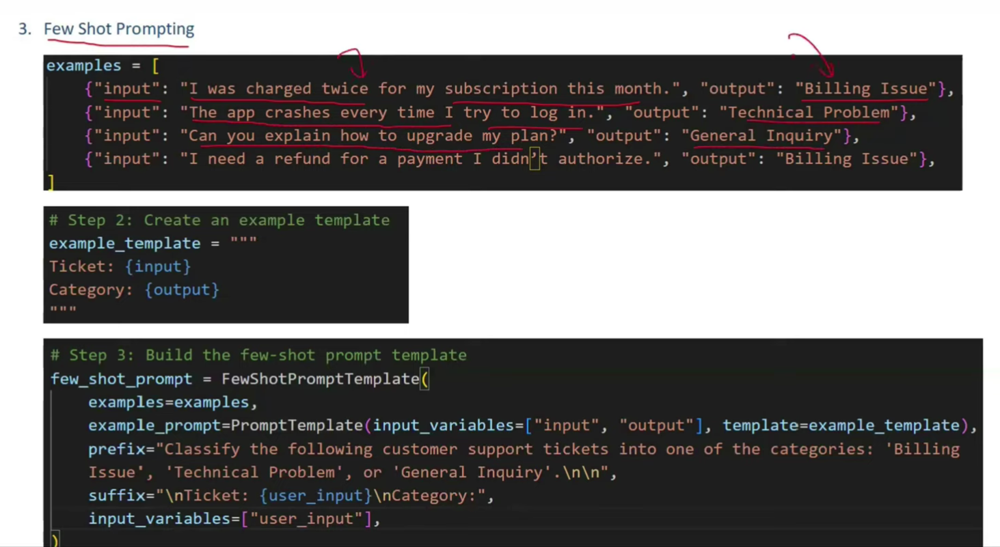 3. Few Shot Prompting
examples = [
{"input": "I was charged twice for my subscription this month.", "output": "Billing Issue"},
{"input": "The app crashes every time I try to log in.", "output": "Technical Problem"},
{"input": "Can you explain how to upgrade my plan?", "output": "General Inquiry"},
{"input": "I need a refund for a payment I didn’t authorize.", "output": "Billing Issue"},
]
# Step 2: Create an example template
example_template = """
Ticket: {input}
Category: {output}
"""
# Step 3: Build the few-shot prompt template
few_shot_prompt = FewShotPromptTemplate(
examples=examples,
example_prompt=PromptTemplate(input_variables=["input", "output"], template=example_template),
prefix="Classify the following customer support tickets into one of the categories: 'Billing
Issue', 'Technical Problem', or 'General Inquiry'.\n\n",
suffix="\nTicket: {user_input}\nCategory:",
input_variables=["user_input"],
)